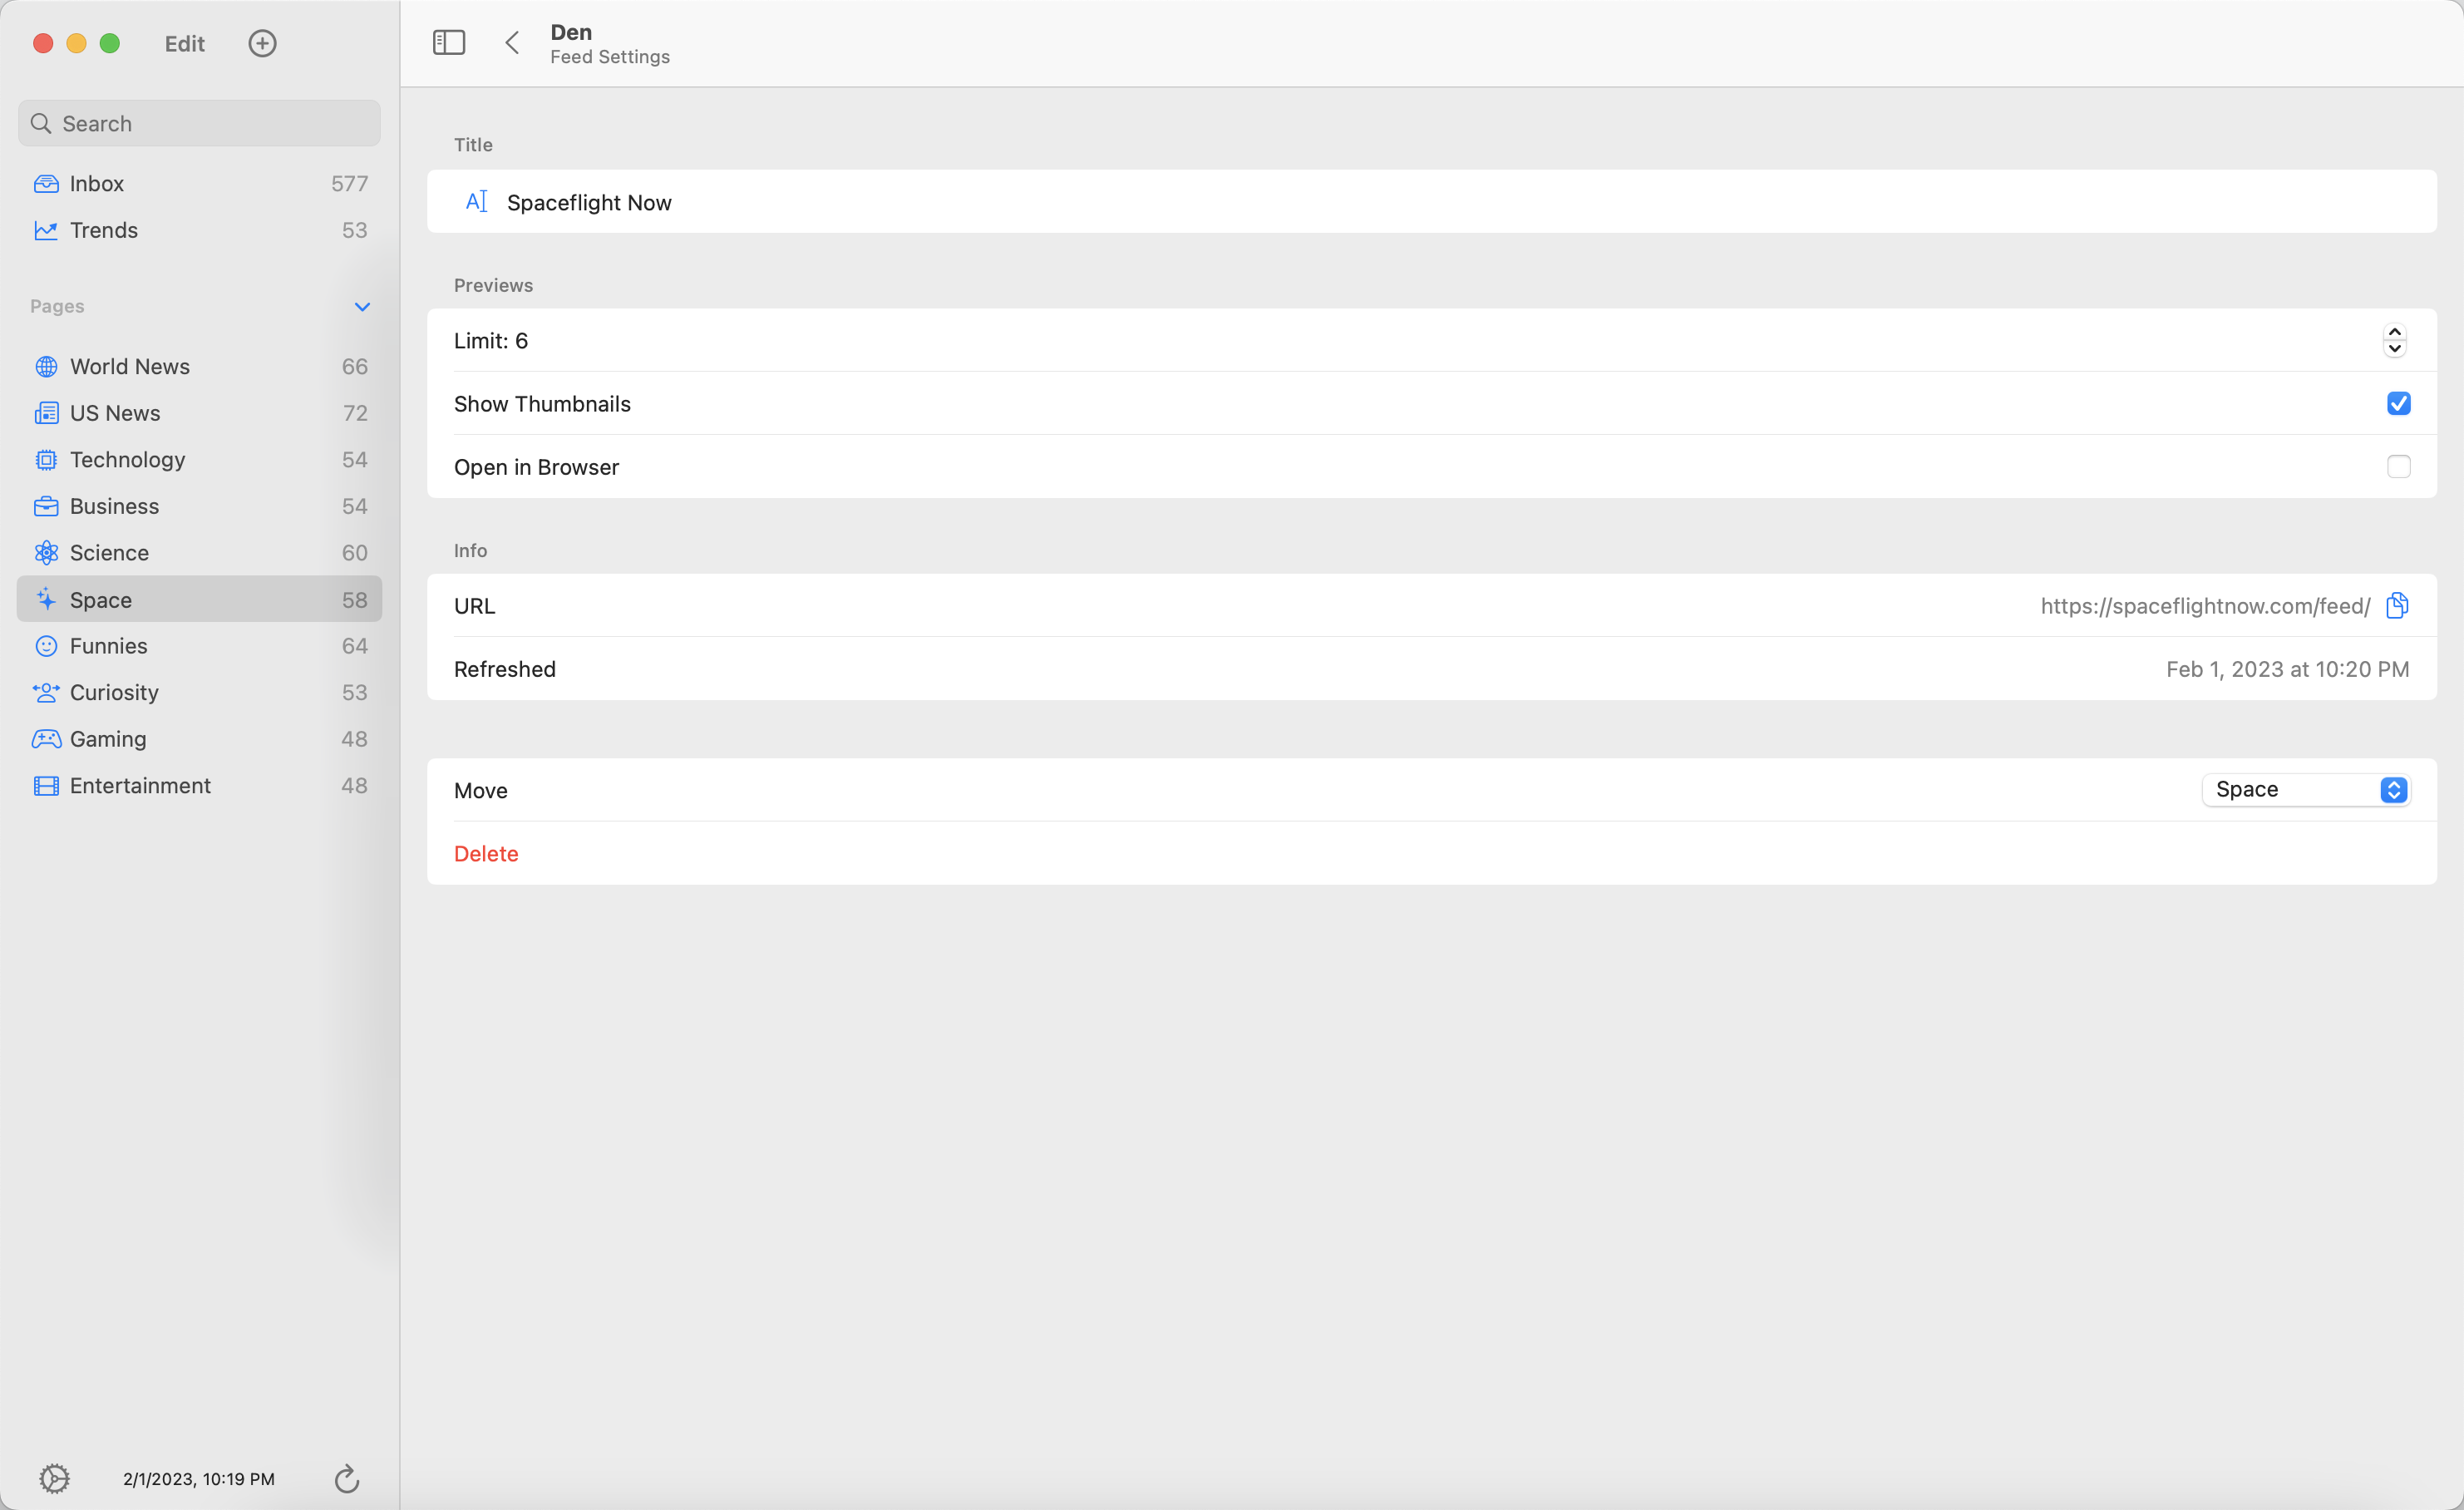 Edit
Search
Inbox 577
Trends 53
Pages
World News 66
US News 72
Technology 54
Business 54
Science 60
Space 58
Funnies 64
Curiosity 53
Gaming 48
Entertainment 48
2/1/2023, 10:19 PM
Den
Feed Settings
Title
Spaceflight Now
Previews
Limit: 6
Show Thumbnails
Open in Browser
Info
URL https://spaceflightnow.com/feed/
Refreshed Feb 1, 2023 at 10:20 PM
Move Space
Delete